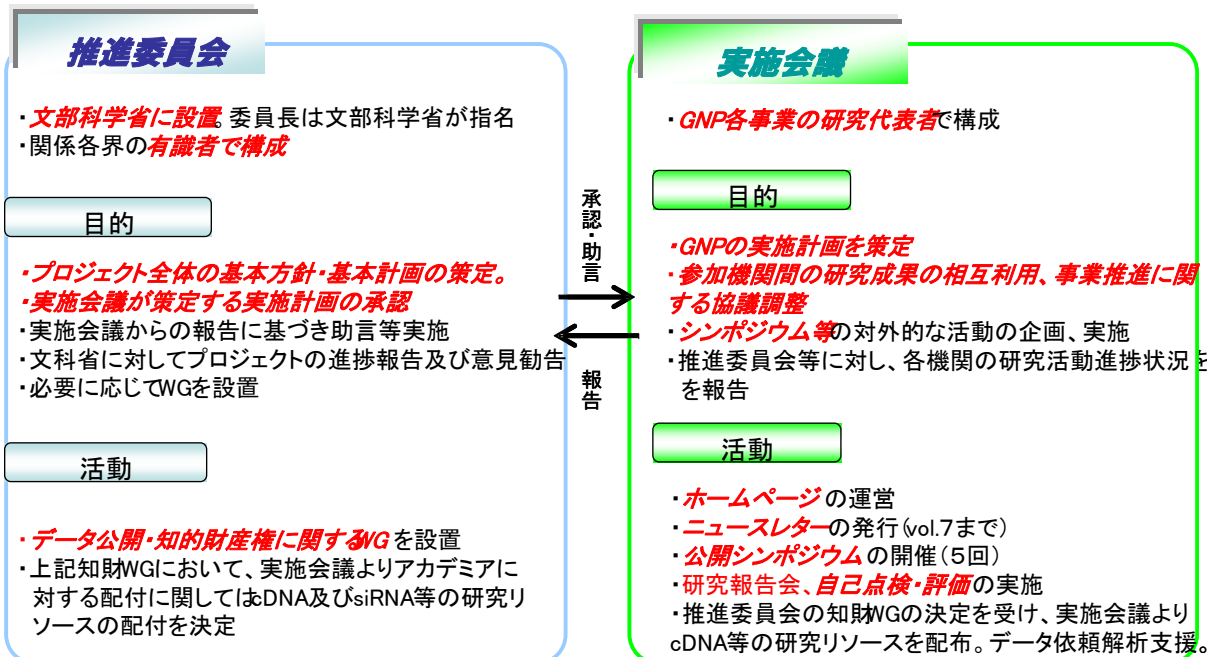 推進委員会
・文部科学省に設置。委員長は文部科学省が指名
・関係各界の有識者で構成
目的
・プロジェクト全体の基本方針・基本計画の策定。
・実施会議が策定する実施計画の承認
・実施会議からの報告に基づき助言等実施
・文科省に対してプロジェクトの進捗報告及び意見勧告
・必要に応じてWGを設置
活動
・データ公開・知的財産権に関するWGを設置
・上記知財WGにおいて、実施会議よりアカデミアに
対する配付に関してはcDNA及びsiRNA等の研究リ
ソースの配付を決定
承認・助言
報告
実施会議
・GNP各事業の研究代表者で構成
目的
・GNPの実施計画を策定
・参加機関間の研究成果の相互利用、事業推進に関
する協議調整
・シンポジウム等の対外的な活動の企画、実施
・推進委員会等に対し、各機関の研究活動進捗状況を
を報告
活動
・ホームページの運営
・ニュースレターの発行(vol.7まで)
・公開シンポジウムの開催(5回)
・研究報告会、自己点検・評価の実施
・推進委員会の知財WGの決定を受け、実施会議より
cDNA等の研究リソースを配布。データ依頼解析支援。